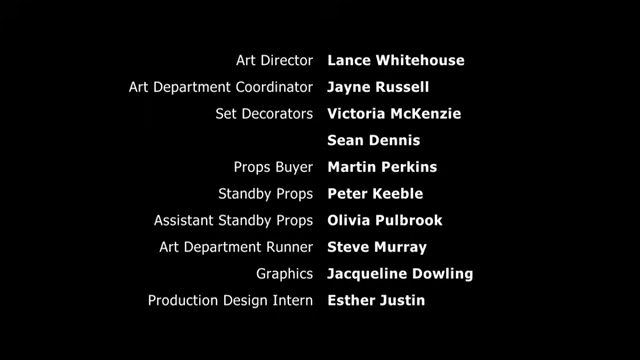 Art Director Lance Whitehouse
Art Department Coordinator Jayne Russell
Set Decorators Victoria McKenzie
Sean Dennis
Props Buyer Martin Perkins
Standby Props Peter Keeble
Assistant Standby Props Olivia Pulbrook
Art Department Runner Steve Murray
Graphics Jacqueline Dowling
Production Design Intern Esther Justin